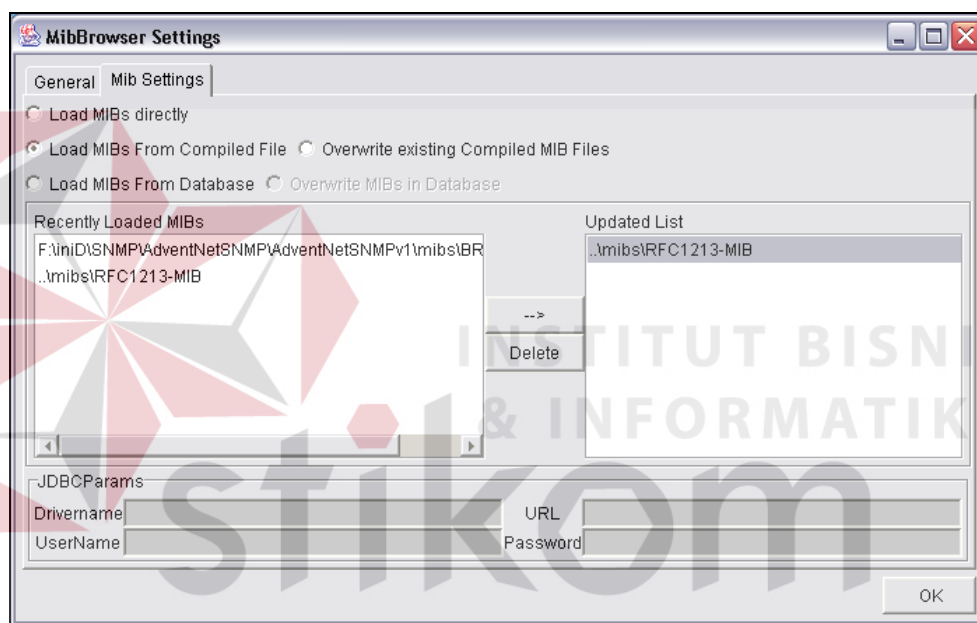 MibBrowser Settings
General Mib Settings
Load MIBs directly
Load MIBs From Compiled File Overwrite existing Compiled MIB Files
Load MIBs From Database Overwrite MIBs in Database
Recently Loaded MIBs
F:\iniD\SNMP\AdventNetSNMP\AdventNetSNMPv1\mibs\BR
..\mibs\RFC1213-MIB
Updated List
..\mibs\RFC1213-MIB
-->
Delete
INSTITUT BISN
& INFORMATIK
stikom
JDBCParams
Drivername URL
UserName Password
OK